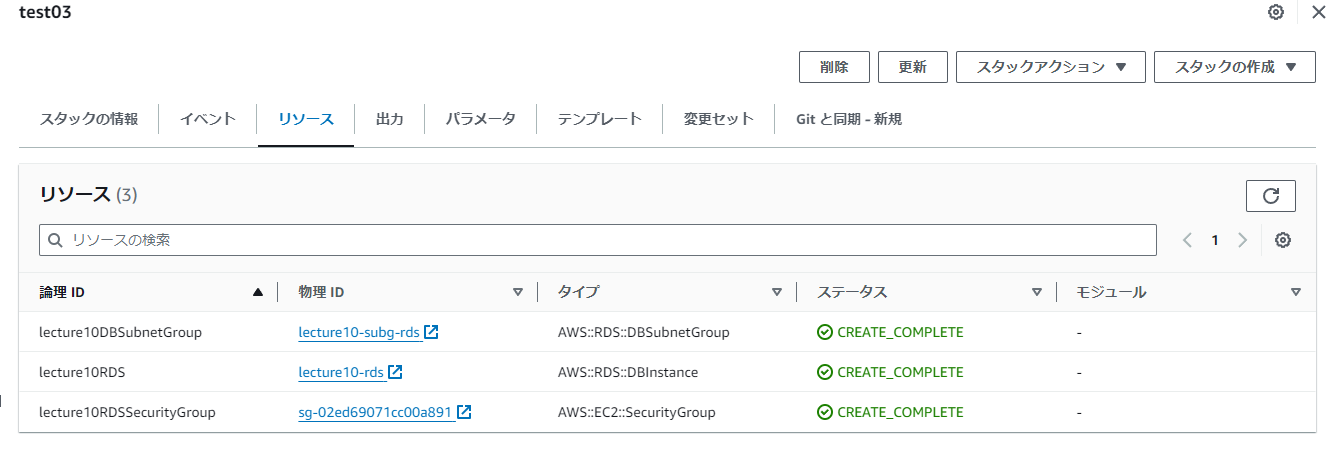 test03
削除 更新 スタックアクション スタックの作成
スタックの情報 イベント リソース 出力 パラメータ テンプレート 変更セット Git と同期 - 新規
リソース (3)
リソースの検索 1
論理 ID 物理 ID タイプ ステータス モジュール
lecture10DBSubnetGroup lecture10-subg-rds AWS::RDS::DBSubnetGroup CREATE_COMPLETE -
lecture10RDS lecture10-rds AWS::RDS::DBInstance CREATE_COMPLETE -
lecture10RDSSecurityGroup sg-02ed69071cc00a891 AWS::EC2::SecurityGroup CREATE_COMPLETE -